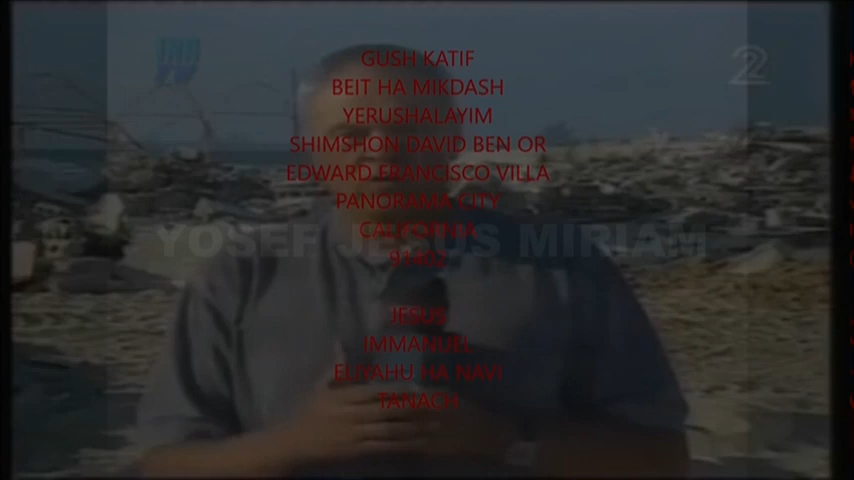 2
GUSH KATIF
BEIT HA MIKDASH
YERUSHALAYIM
SHIMSHON DAVID BEN OR
EDWARD FRANCISCO VILLA
PANORAMA CITY
CALIFORNIA
YOSEF JESUS MIRIAM
91402
JESUS
IMMANUEL
ELIYAHU HA NAVI
TANACH